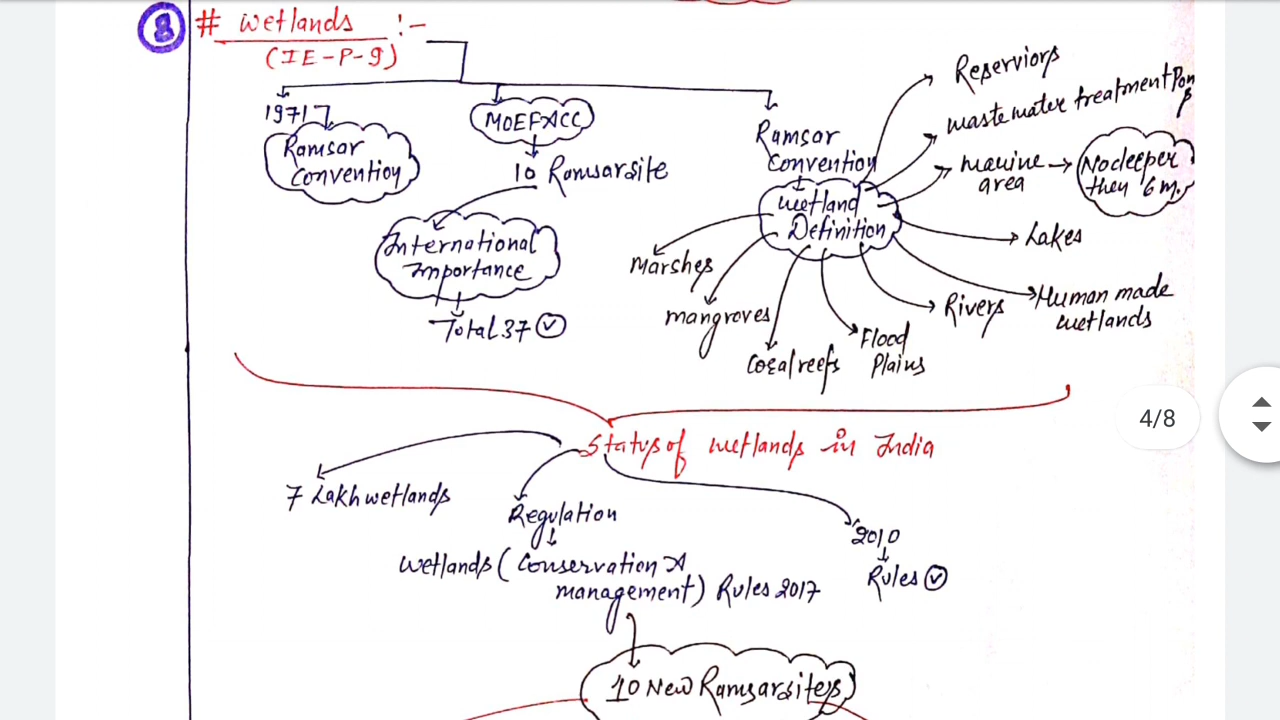 8 # Wetlands :-
(IE-P-9)
1971
Ramsar
Convention
MOEF&CC
10 Ramsarsite
International
Importance
Total 37
Ramsar
Convention
Wetland
Definition
Reserviors
Waste water treatment Pon
ps
Marine
area
No deeper
then 6 m.
Lakes
Human made
wetlands
Rivers
Flood
Plains
Coral reefs
Mangroves
Marshes
Status of wetlands in India
7 Lakh wetlands
Regulation
Wetlands (Conservation &
management) Rules 2017
2010
Rules
10 New Ramsarsites
4/8